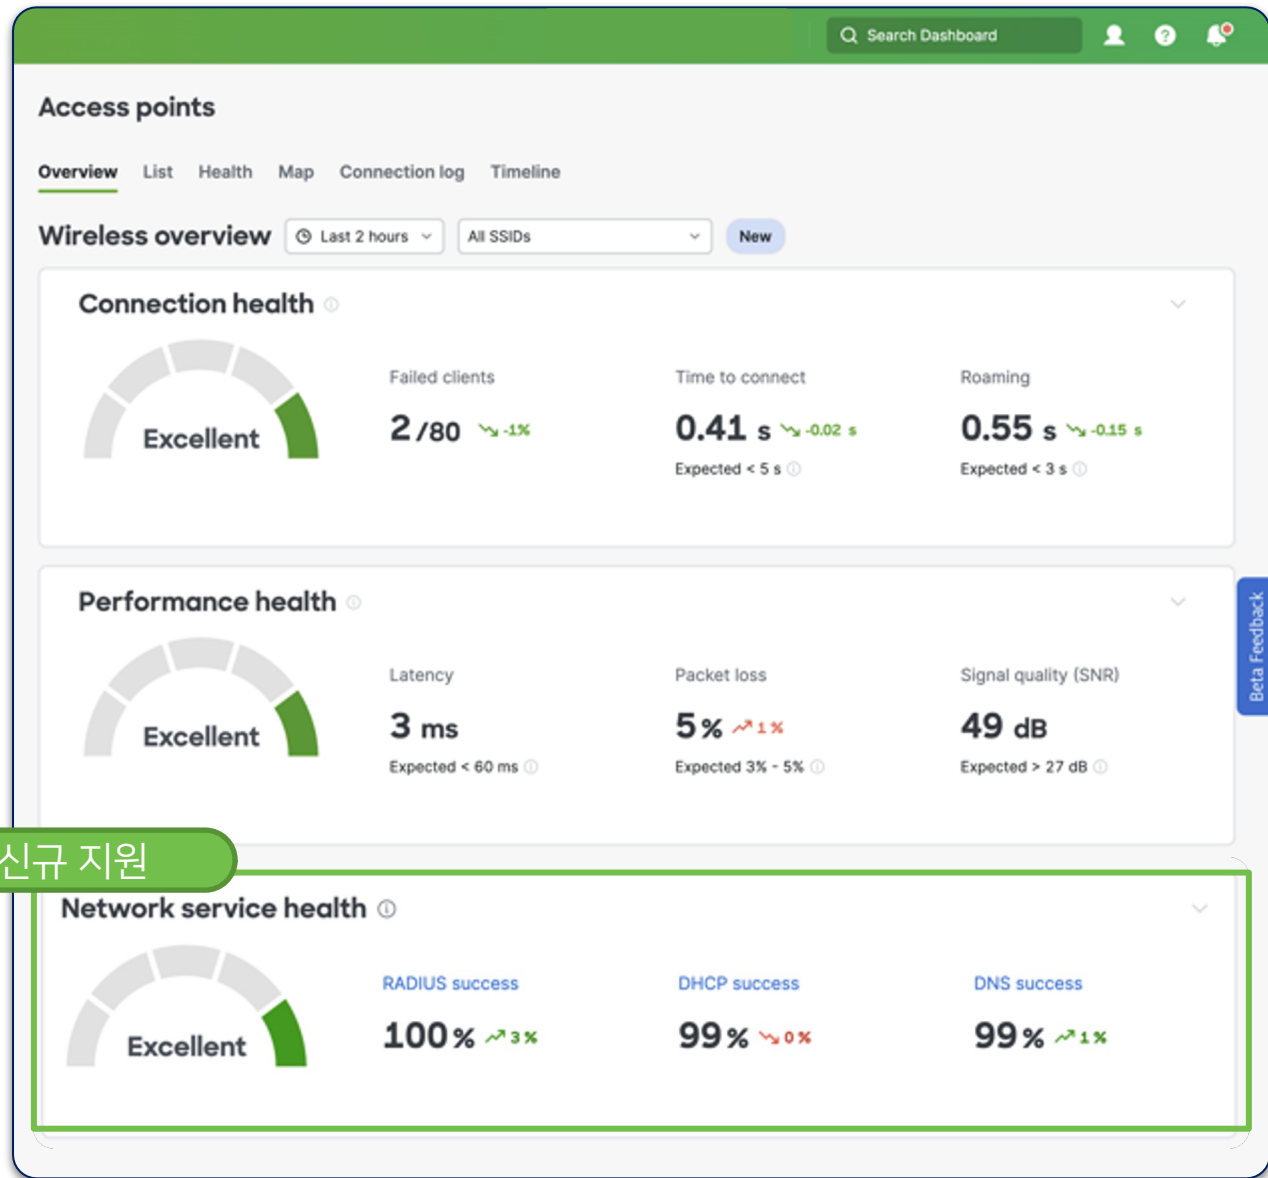 Search Dashboard
Access points
Overview List Health Map Connection log Timeline
Wireless overview Last 2 hours All SSIDs New
Connection health
Excellent
Failed clients
2 /80 -1%
Time to connect
0.41 s -0.02 s
Expected < 5 s
Roaming
0.55 s -0.15 s
Expected < 3 s
Performance health
Excellent
Latency
3 ms
Expected < 60 ms
Packet loss
5 % 1 %
Expected 3% - 5%
Signal quality (SNR)
49 dB
Expected > 27 dB
Beta Feedback
신규 지원
Network service health
Excellent
RADIUS success
100 % 3 %
DHCP success
99 % 0 %
DNS success
99 % 1 %